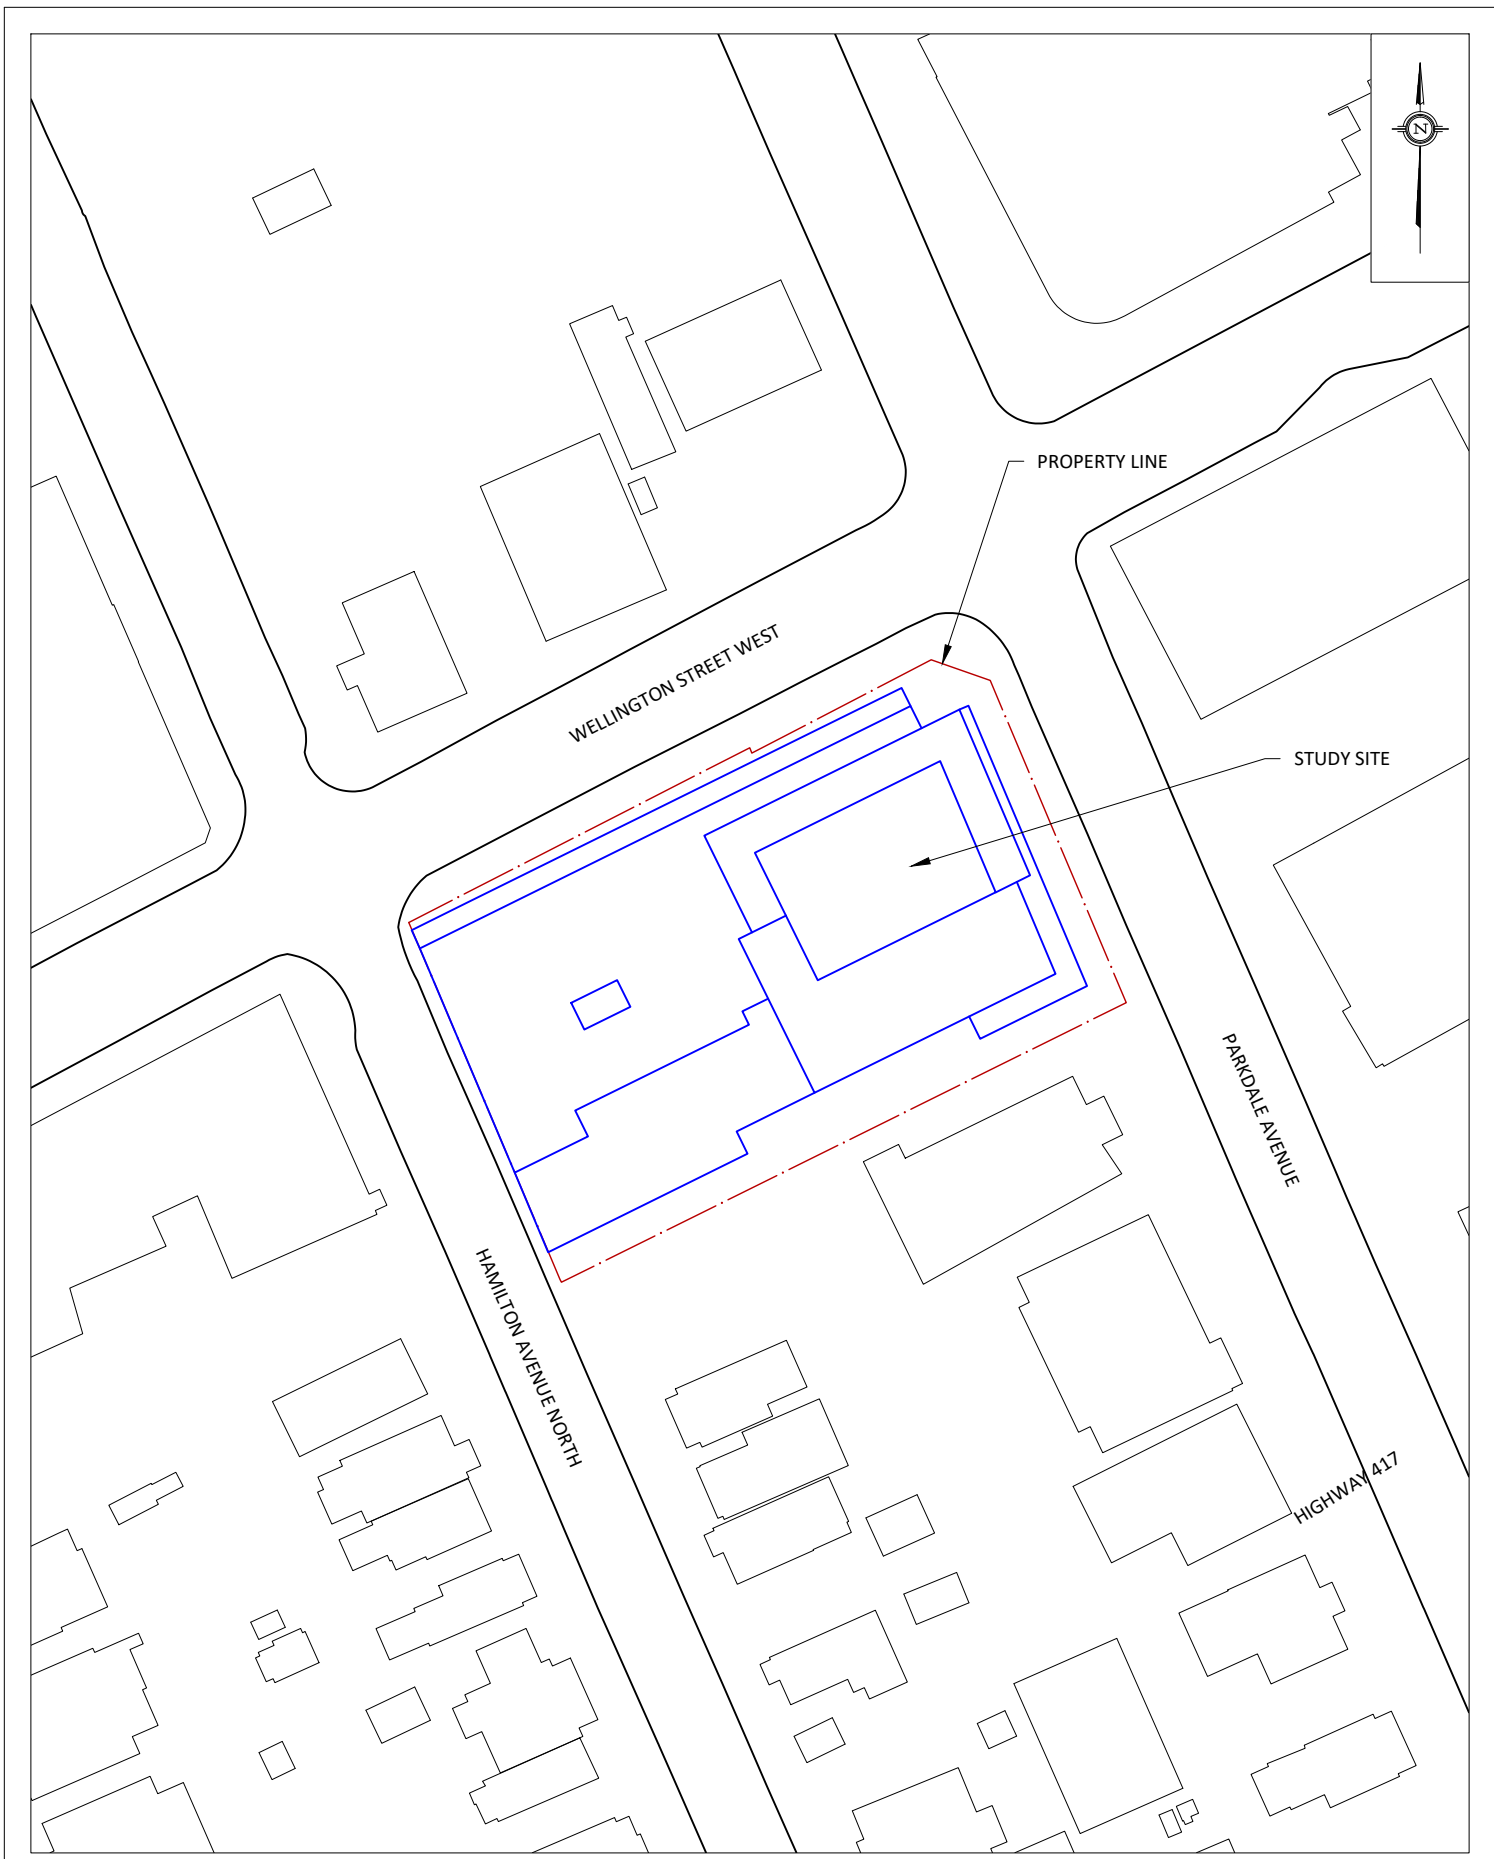 N
PROPERTY LINE
WELLINGTON STREET WEST
STUDY SITE
PARKDALE AVENUE
HAMILTON AVENUE NORTH
HIGHWAY 417